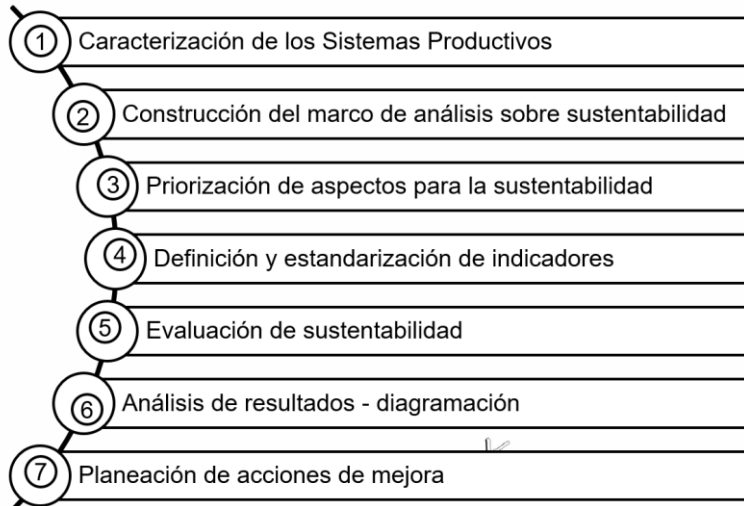 1 Caracterización de los Sistemas Productivos
2 Construcción del marco de análisis sobre sustentabilidad
3 Priorización de aspectos para la sustentabilidad
4 Definición y estandarización de indicadores
5 Evaluación de sustentabilidad
6 Análisis de resultados - diagramación
7 Planeación de acciones de mejora